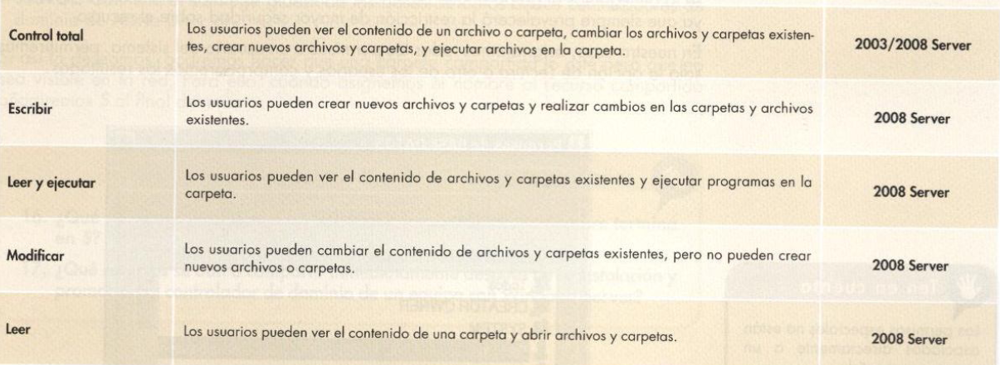 Control total
Los usuarios pueden ver el contenido de un archivo o carpeta, cambiar los archivos y carpetas existen-
tes, crear nuevos archivos y carpetas, y ejecutar archivos en la carpeta.
2003/2008 Server
Escribir
Los usuarios pueden crear nuevos archivos y carpetas y realizar cambios en las carpetas y archivos
existentes.
2008 Server
Leer y ejecutar
Los usuarios pueden ver el contenido de archivos y carpetas existentes y ejecutar programas en la
carpeta.
2008 Server
Modificar
Los usuarios pueden cambiar el contenido de archivos y carpetas existentes, pero no pueden crear
nuevos archivos o carpetas.
2008 Server
Leer
Los usuarios pueden ver el contenido de una carpeta y abrir archivos y carpetas.
2008 Server